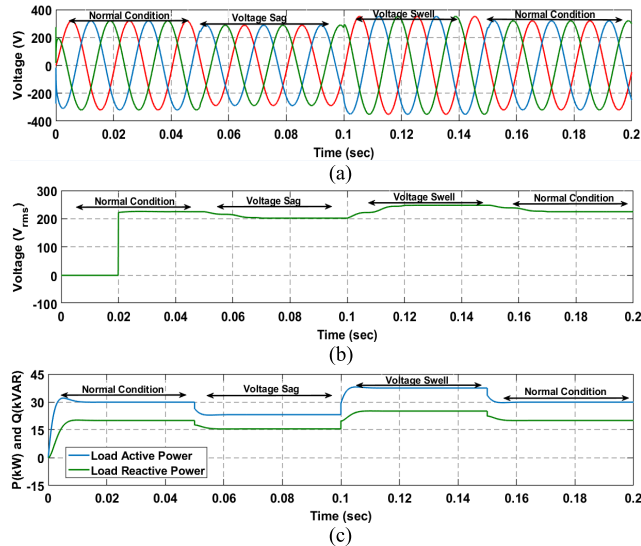 Voltage (V)
400
200
0
-200
-400
Normal Condition
Voltage Sag
Voltage Swell
Normal Condition
0 0.02 0.04 0.06 0.08 0.1 0.12 0.14 0.16 0.18 0.2
Time (sec)
(a)
Voltage (Vrms)
300
200
100
0
-100
Normal Condition
Voltage Sag
Voltage Swell
Normal Condition
0 0.02 0.04 0.06 0.08 0.1 0.12 0.14 0.16 0.18 0.2
Time (sec)
(b)
P(kW) and Q(kVAR)
45
30
15
0
-15
Normal Condition
Voltage Sag
Voltage Swell
Normal Condition
Load Active Power
Load Reactive Power
0 0.02 0.04 0.06 0.08 0.1 0.12 0.14 0.16 0.18 0.2
Time (sec)
(c)